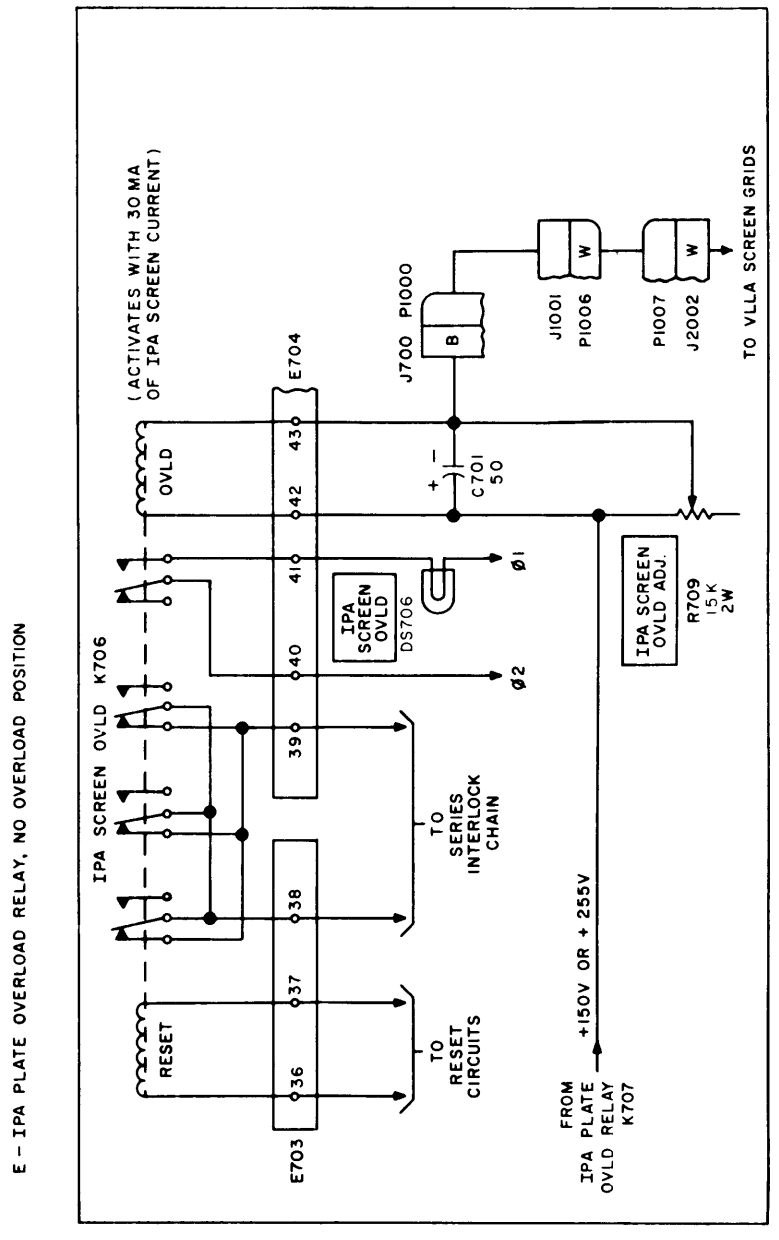 E – IPA PLATE OVERLOAD RELAY, NO OVERLOAD POSITION
IPA SCREEN OVLD K706
(ACTIVATES WITH 30 MA
OF IPA SCREEN CURRENT)
RESET
OVLD
E703
36
37
38
39
40
41
42
43
E704
TO
RESET
CIRCUITS
TO
SERIES
INTERLOCK
CHAIN
IPA
SCREEN
OVLD
DS706
Ø2
Ø1
+ –
C701
50
J700 P1000
B
J1001
P1006
W
P1007
J2002
W
TO VLLA SCREEN GRIDS
FROM
IPA PLATE
OVLD RELAY
K707
+150V OR + 255V
IPA SCREEN
OVLD ADJ.
R709
15K
2W